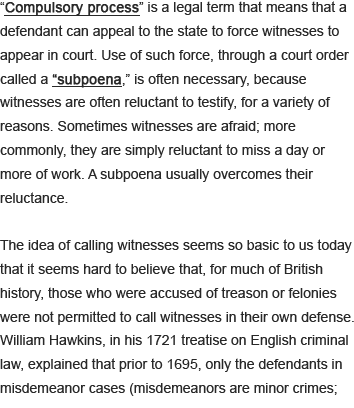 “Compulsory process” is a legal term that means that a
defendant can appeal to the state to force witnesses to
appear in court. Use of such force, through a court order
called a “subpoena,” is often necessary, because
witnesses are often reluctant to testify, for a variety of
reasons. Sometimes witnesses are afraid; more
commonly, they are simply reluctant to miss a day or
more of work. A subpoena usually overcomes their
reluctance.

The idea of calling witnesses seems so basic to us today
that it seems hard to believe that, for much of British
history, those who were accused of treason or felonies
were not permitted to call witnesses in their own defense.
William Hawkins, in his 1721 treatise on English criminal
law, explained that prior to 1695, only the defendants in
misdemeanor cases (misdemeanors are minor crimes;